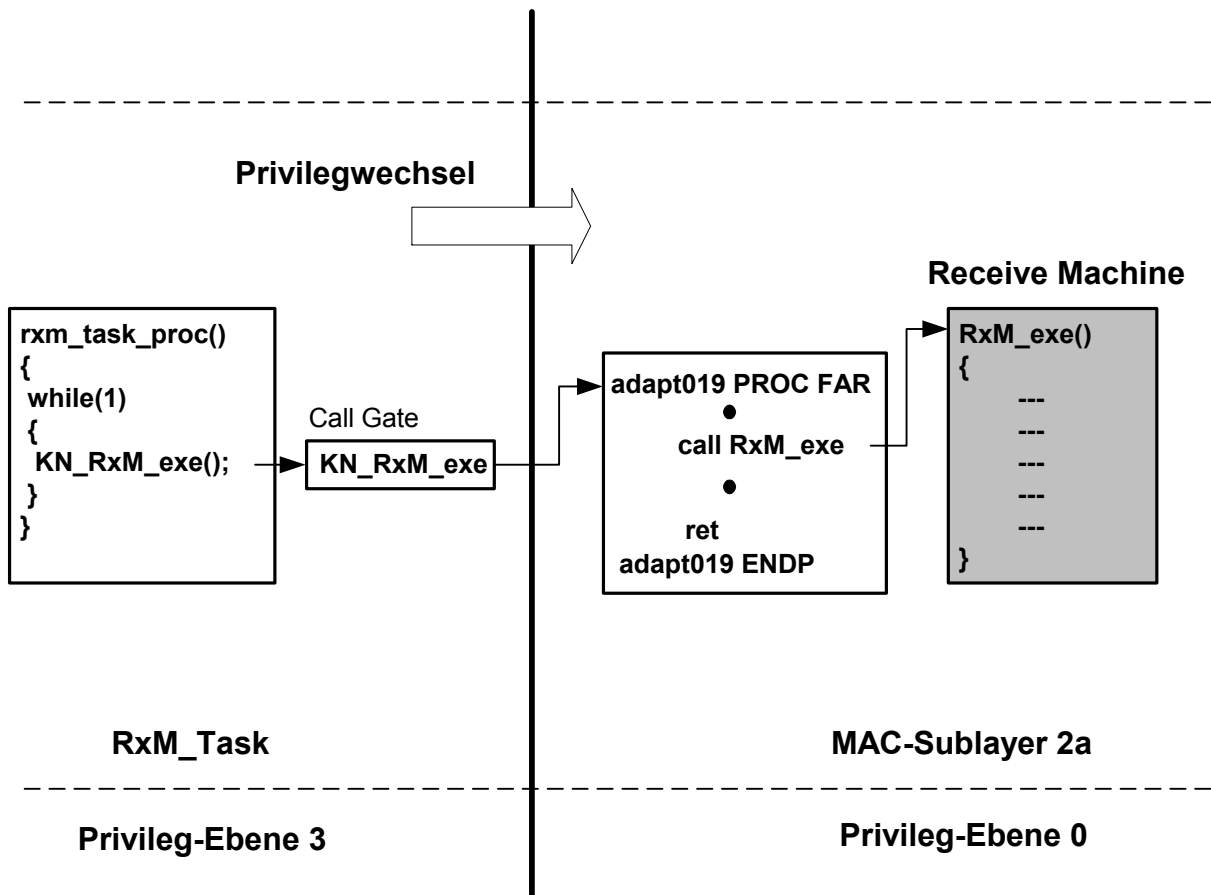 Privilegwechsel
Receive Machine
rxm_task_proc()
{
while(1)
{
KN_RxM_exe();
}
}
Call Gate
KN_RxM_exe
adapt019 PROC FAR
•
call RxM_exe
•
ret
adapt019 ENDP
RxM_exe()
{
---
---
---
---
---
}
RxM_Task
MAC-Sublayer 2a
Privileg-Ebene 3
Privileg-Ebene 0